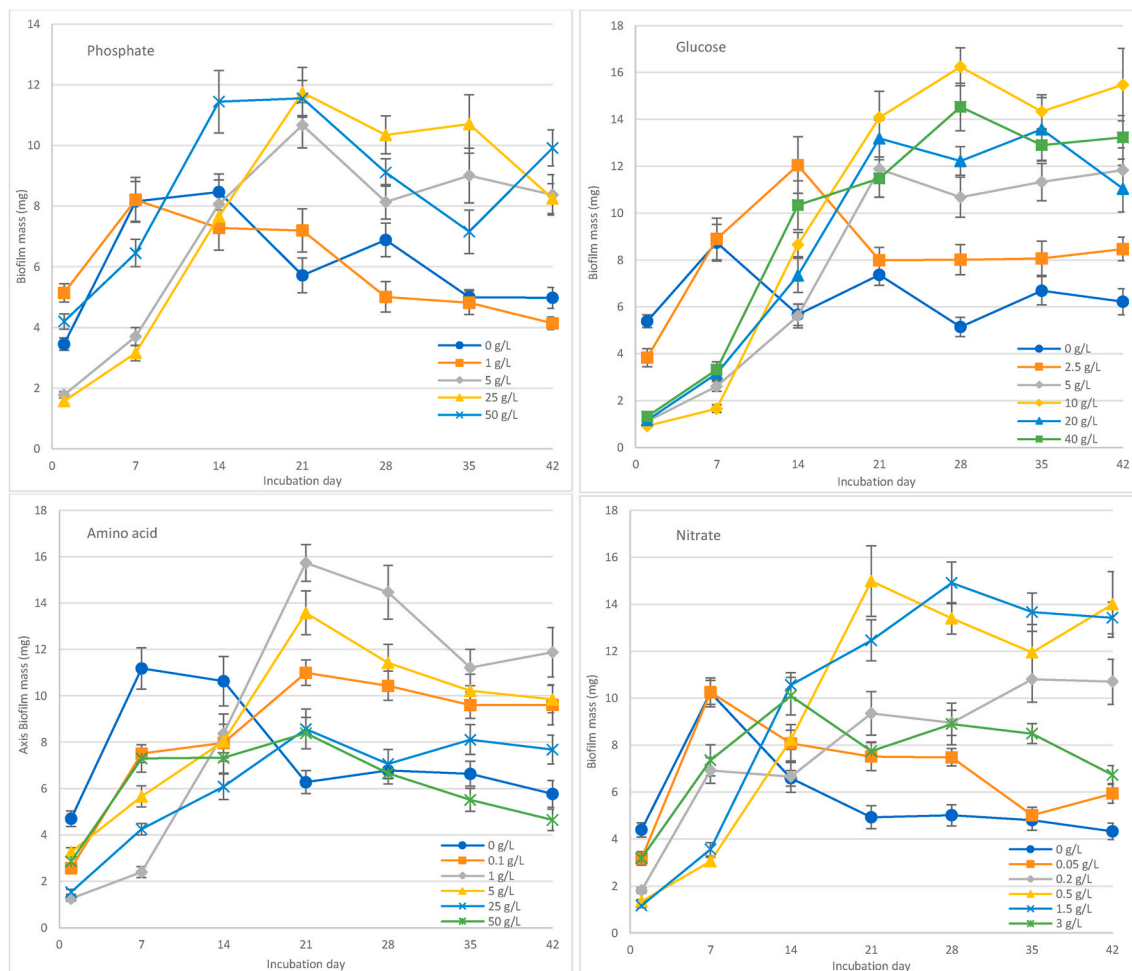 Phosphate
Biofilm mass (mg)
14
12
10
8
6
4
2
0
0 7 14 21 28 35 42
Incubation day
0 g/L
1 g/L
5 g/L
25 g/L
50 g/L
Glucose
Biofilm mass (mg)
18
16
14
12
10
8
6
4
2
0
0 7 14 21 28 35 42
Incubation day
0 g/L
2.5 g/L
5 g/L
10 g/L
20 g/L
40 g/L
Amino acid
Axis Biofilm mass (mg)
18
16
14
12
10
8
6
4
2
0
0 7 14 21 28 35 42
Incubation day
0 g/L
0.1 g/L
1 g/L
5 g/L
25 g/L
50 g/L
Nitrate
Biofilm mass (mg)
18
16
14
12
10
8
6
4
2
0
0 7 14 21 28 35 42
Incubation day
0 g/L
0.05 g/L
0.2 g/L
0.5 g/L
1.5 g/L
3 g/L